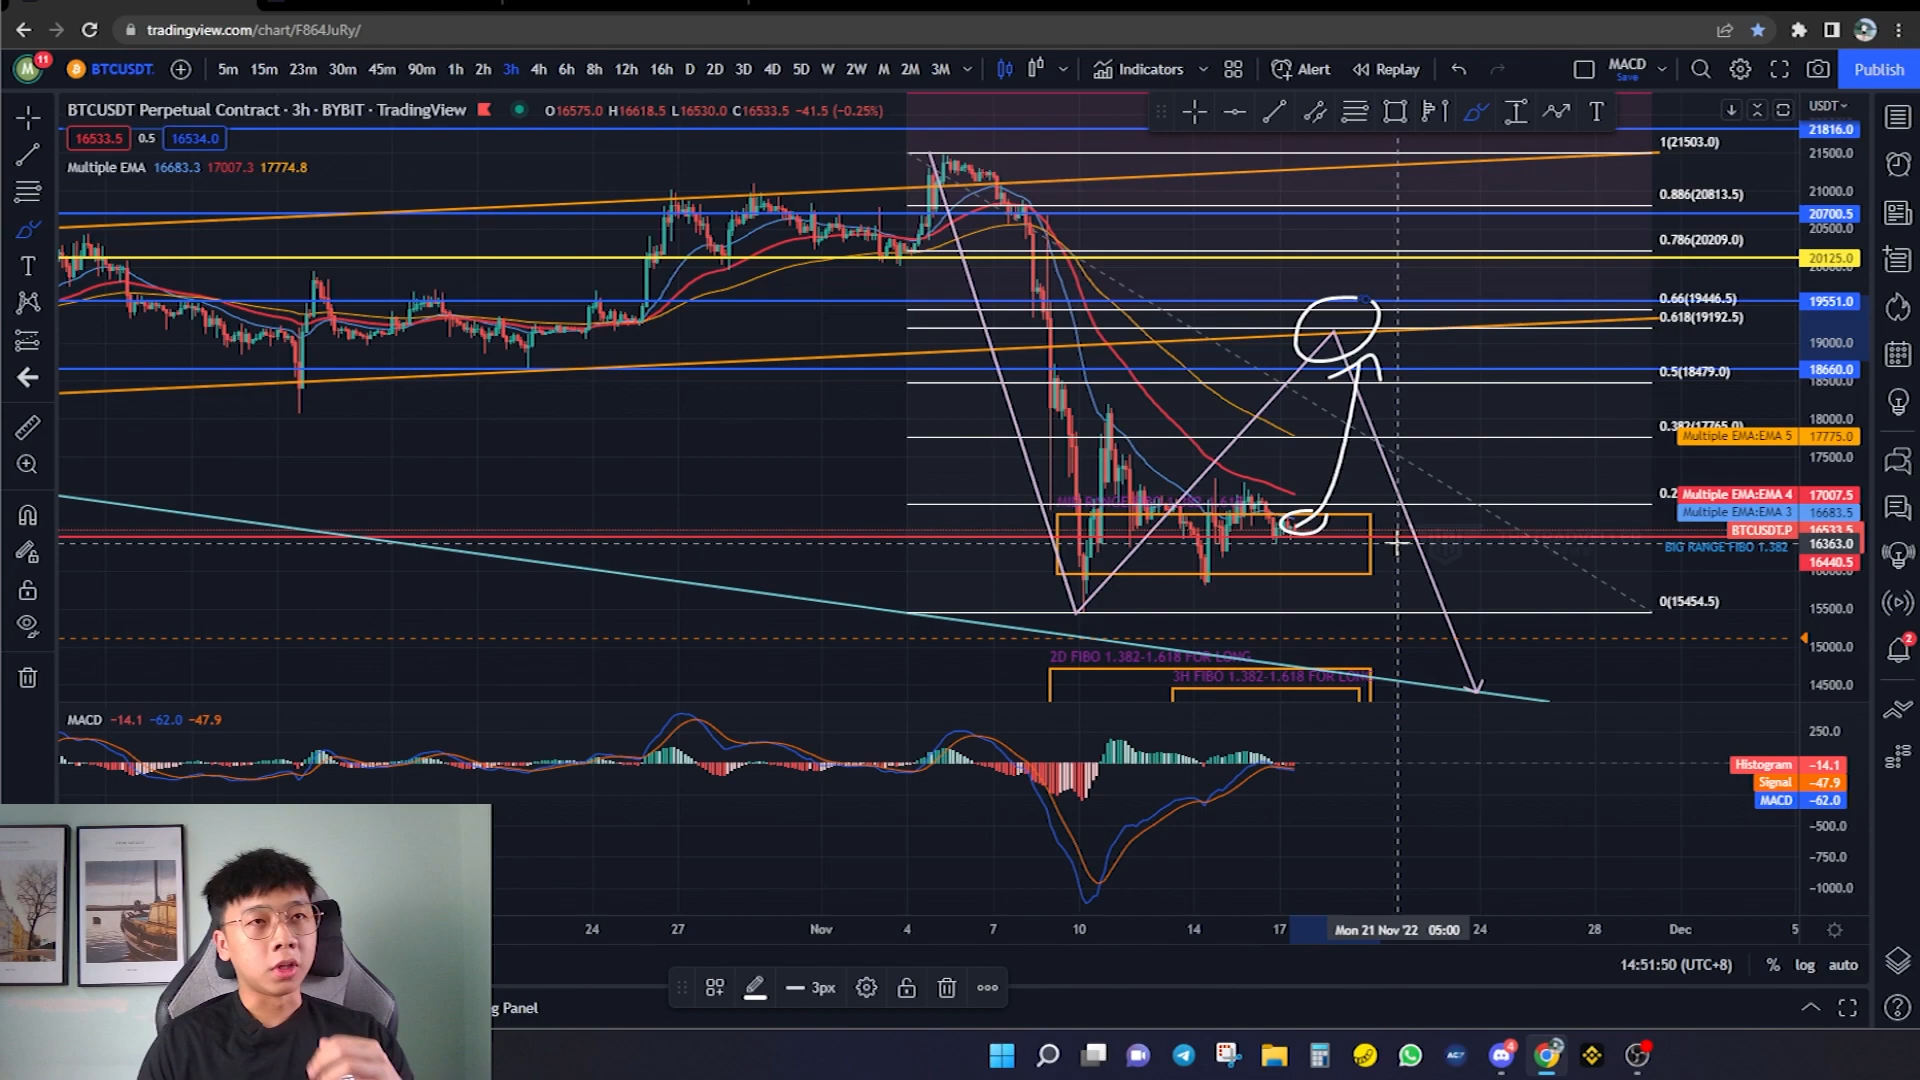 tradingview.com/chart/F864JuRy/
M 11 BTCUSDT. 5m 15m 23m 30m 45m 90m 1h 2h 3h 4h 6h 8h 12h 16h D 2D 3D 4D 5D W 2W M 2M 3M Indicators Alert Replay MACD Save Publish
BTCUSDT Perpetual Contract · 3h · BYBIT · TradingView O16575.0 H16618.5 L16530.0 C16533.5 −41.5 (−0.25%)
USDT
16533.5 0.5 16534.0
Multiple EMA 16683.3 17007.3 17774.8
21816.0
1(21503.0)
21500.0
0.886(20813.5)
21000.0
20700.5
20500.5
0.786(20209.0)
20125.0
0.66(19446.5)
19551.0
0.618(19192.5)
19000.0
0.5(18479.0)
18660.0
18500.0
18000.0
0.382(17765.0)
Multiple EMA:EMA 5 17775.0
17500.0
Multiple EMA:EMA 4 17007.5
Multiple EMA:EMA 3 16683.5
BTCUSDT.P 16533.5
BIG RANGE FIBO 1.382
16363.0
16440.5
0(15454.5)
15500.0
15000.0
2D FIBO 1.382-1.618 FOR LONG
3H FIBO 1.382-1.618 FOR LONG
14500.0
MACD −14.1 −62.0 −47.9
250.0
Histogram −14.1
Signal −47.9
MACD −62.0
−500.0
−750.0
−1000.0
24 27 Nov 4 7 10 14 17 Mon 21 Nov '22 05:00 24 28 Dec 5
14:51:50 (UTC+8) % log auto
3px
g Panel